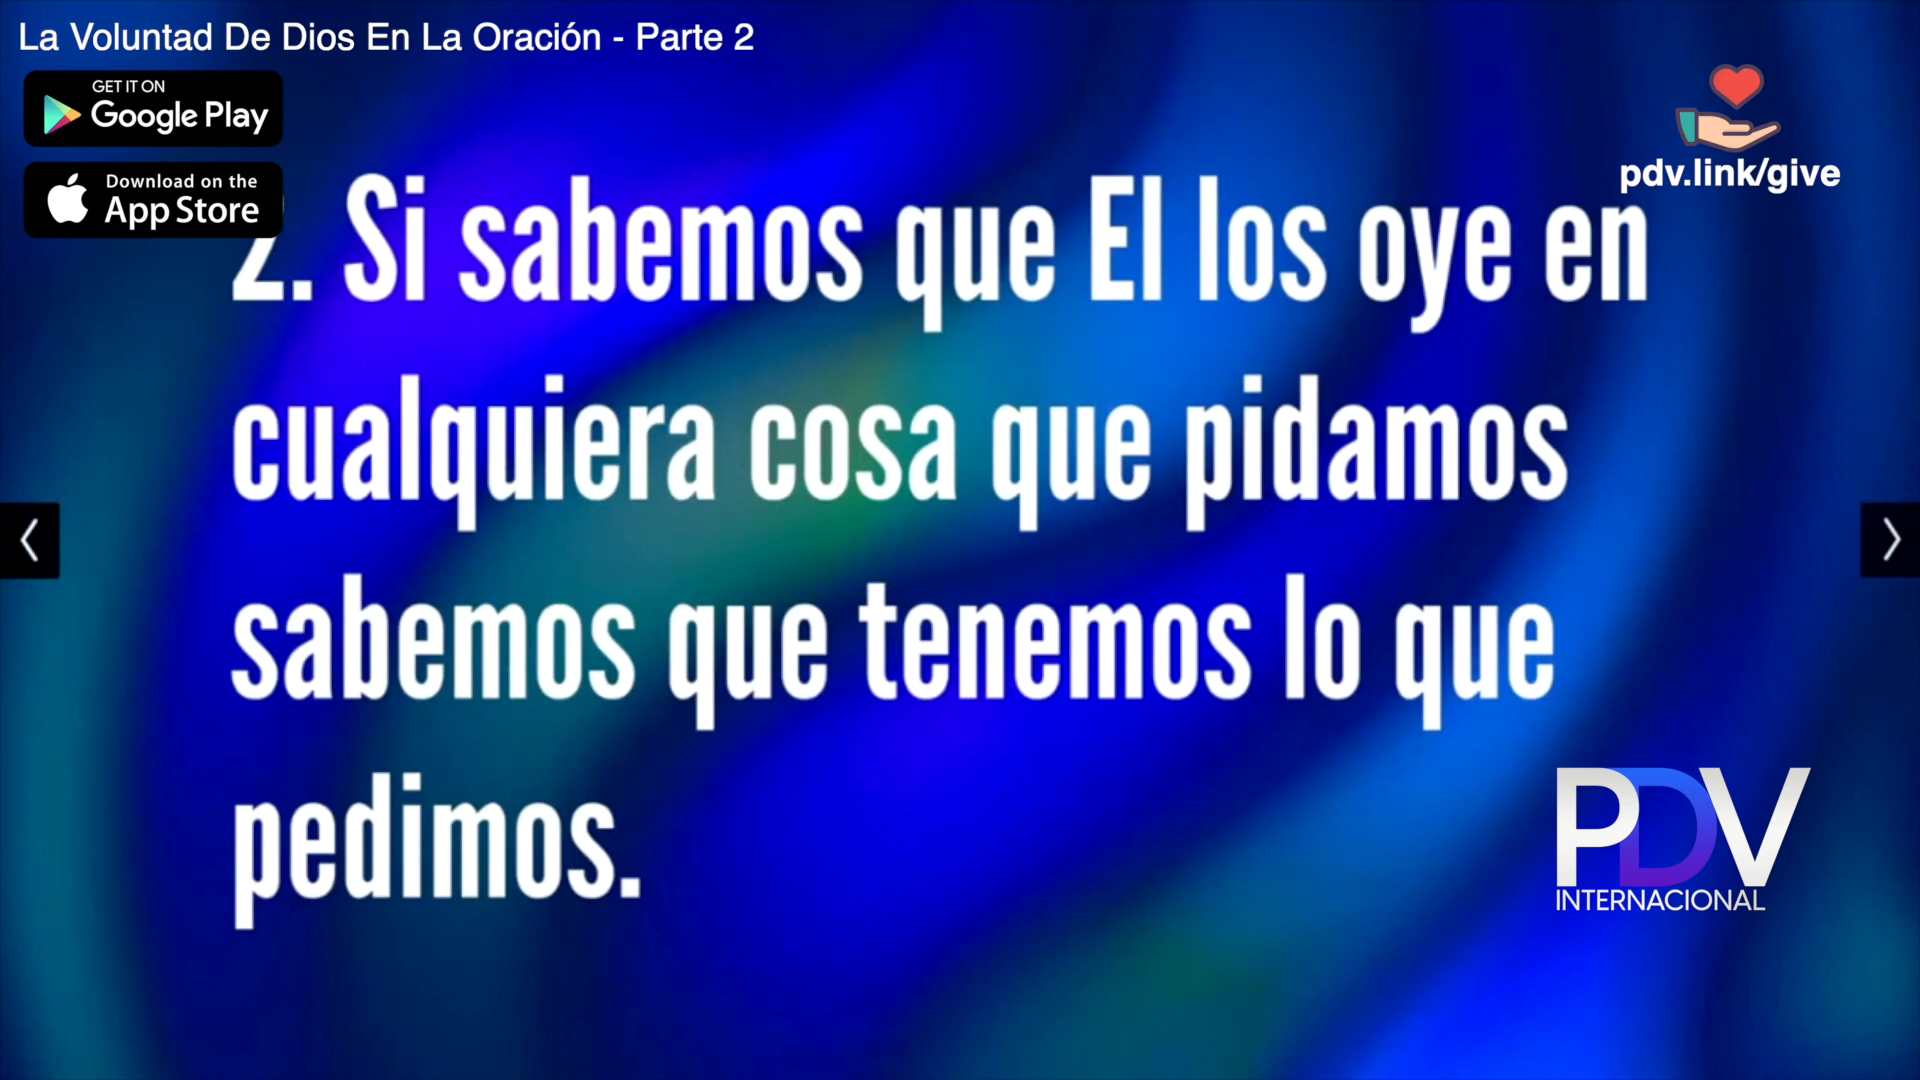 La Voluntad De Dios En La Oración - Parte 2
GET IT ON
Google Play
Download on the
App Store
pdv.link/give
2. Si sabemos que El los oye en
cualquiera cosa que pidamos
sabemos que tenemos lo que
pedimos.
PDV
INTERNACIONAL